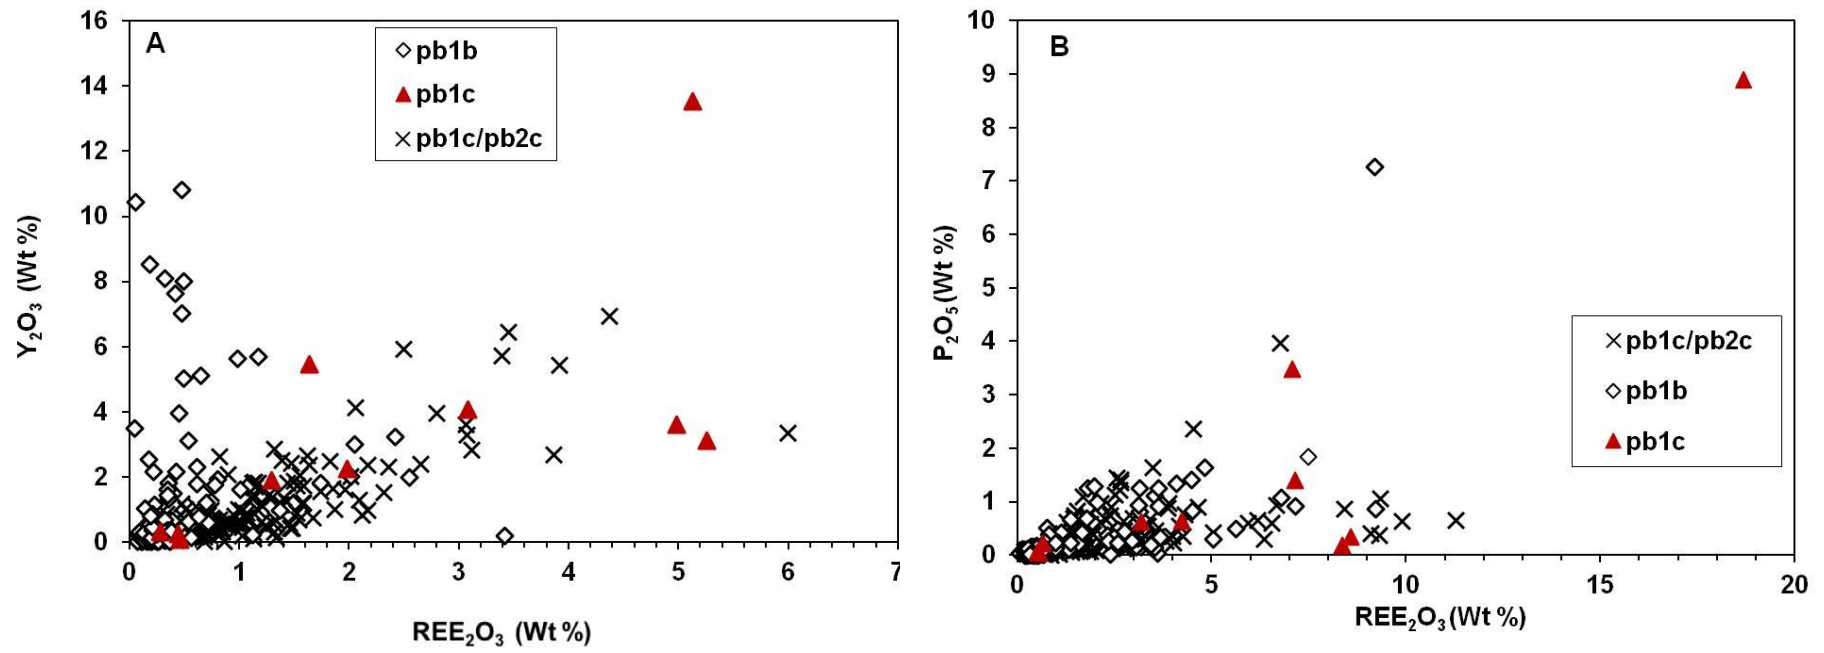 A
pb1b
pb1c
pb1c/pb2c
16
14
12
10
8
6
4
2
0
Y₂O₃ (Wt %)
0 1 2 3 4 5 6 7
REE₂O₃ (Wt %)
B
10
9
8
7
6
5
4
3
2
1
0
P₂O₅ (Wt %)
pb1c/pb2c
pb1b
pb1c
0 5 10 15 20
REE₂O₃ (Wt %)